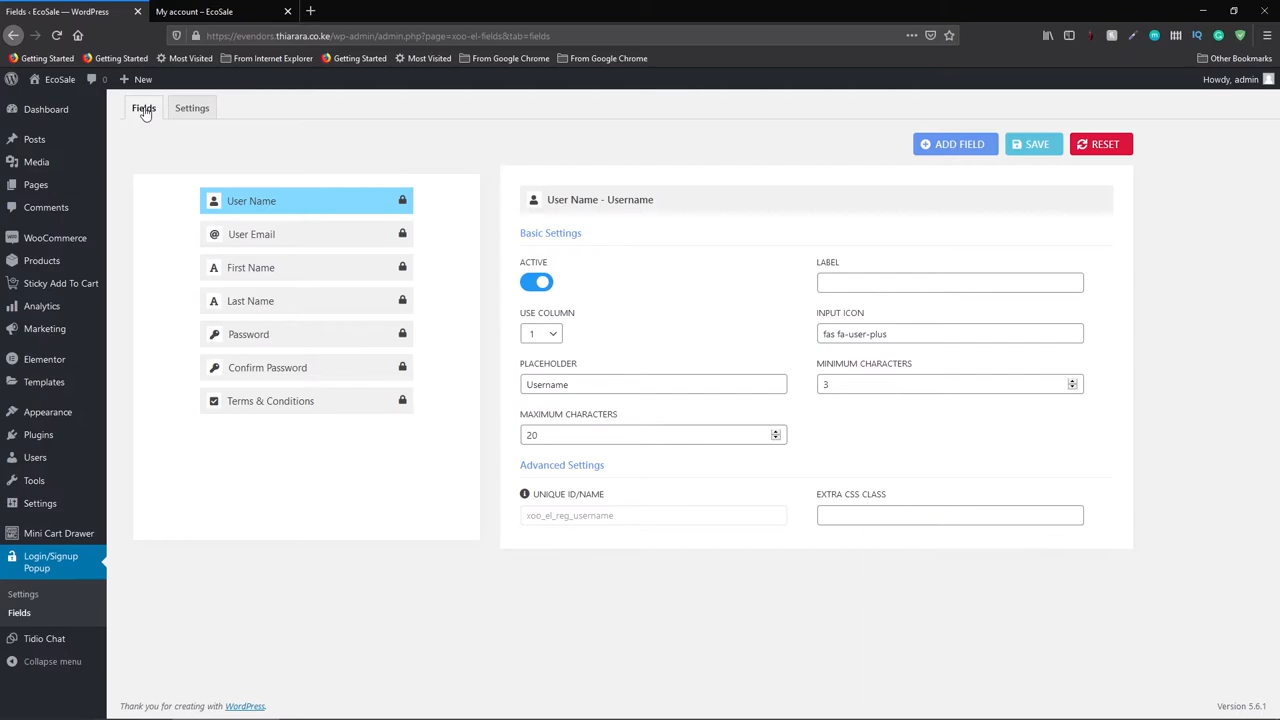 Fields ‹ EcoSale — WordPress
My account – EcoSale
https://evendors.thiarara.co.ke/wp-admin/admin.php?page=xoo-el-fields&tab=fields
Getting Started
Getting Started
Most Visited
From Internet Explorer
Getting Started
Most Visited
From Google Chrome
From Google Chrome
Other Bookmarks
EcoSale
0
New
Howdy, admin
Dashboard
Posts
Media
Pages
Comments
WooCommerce
Products
Sticky Add To Cart
Analytics
Marketing
Elementor
Templates
Appearance
Plugins
Users
Tools
Settings
Mini Cart Drawer
Login/Signup
Popup
Settings
Fields
Tidio Chat
Collapse menu
Fields
Settings
ADD FIELD
SAVE
RESET
User Name
User Email
First Name
Last Name
Password
Confirm Password
Terms & Conditions
User Name - Username
Basic Settings
ACTIVE
LABEL
USE COLUMN
INPUT ICON
1
fas fa-user-plus
PLACEHOLDER
MINIMUM CHARACTERS
Username
3
MAXIMUM CHARACTERS
20
Advanced Settings
UNIQUE ID/NAME
EXTRA CSS CLASS
xoo_el_reg_username
Thank you for creating with WordPress.
Version 5.6.1